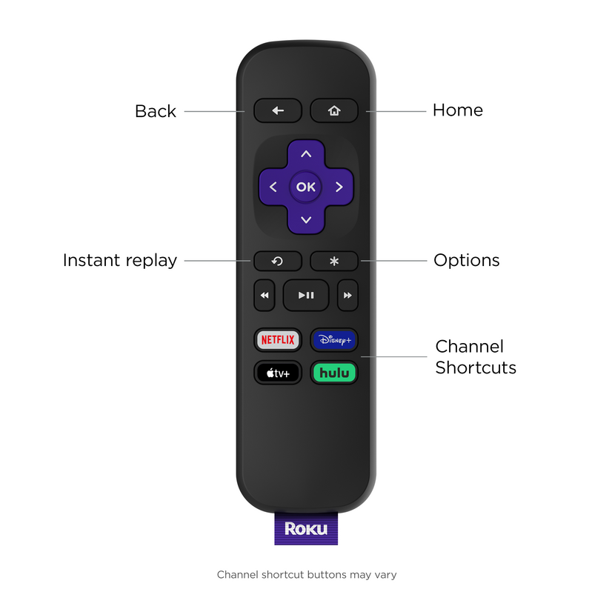 Back
Home
OK
Instant replay
Options
NETFLIX
Disney+
Channel
Shortcuts
tv+
hulu
Roku
Channel shortcut buttons may vary